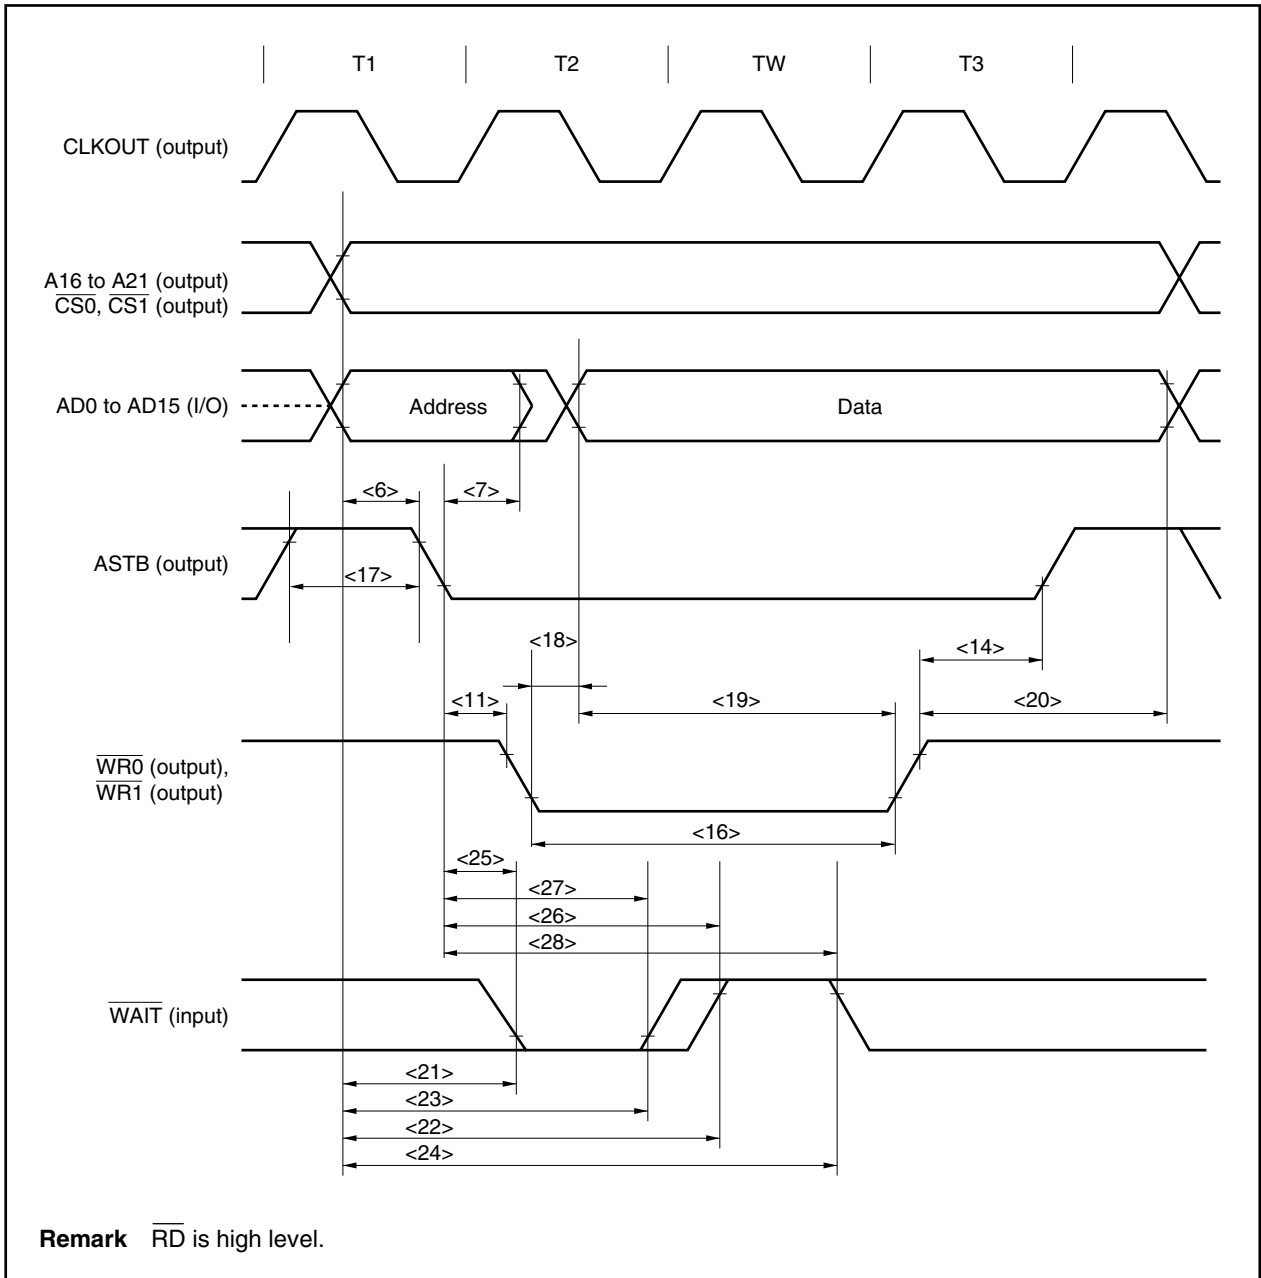 T1 T2 TW T3
CLKOUT (output)
A16 to A21 (output)
CS0, CS1 (output)
AD0 to AD15 (I/O)
Address
Data
<6>
<7>
ASTB (output)
<17>
<18>
<14>
<11>
<19>
<20>
WR0 (output),
WR1 (output)
<16>
<25>
<27>
<26>
<28>
WAIT (input)
<21>
<23>
<22>
<24>
Remark RD is high level.